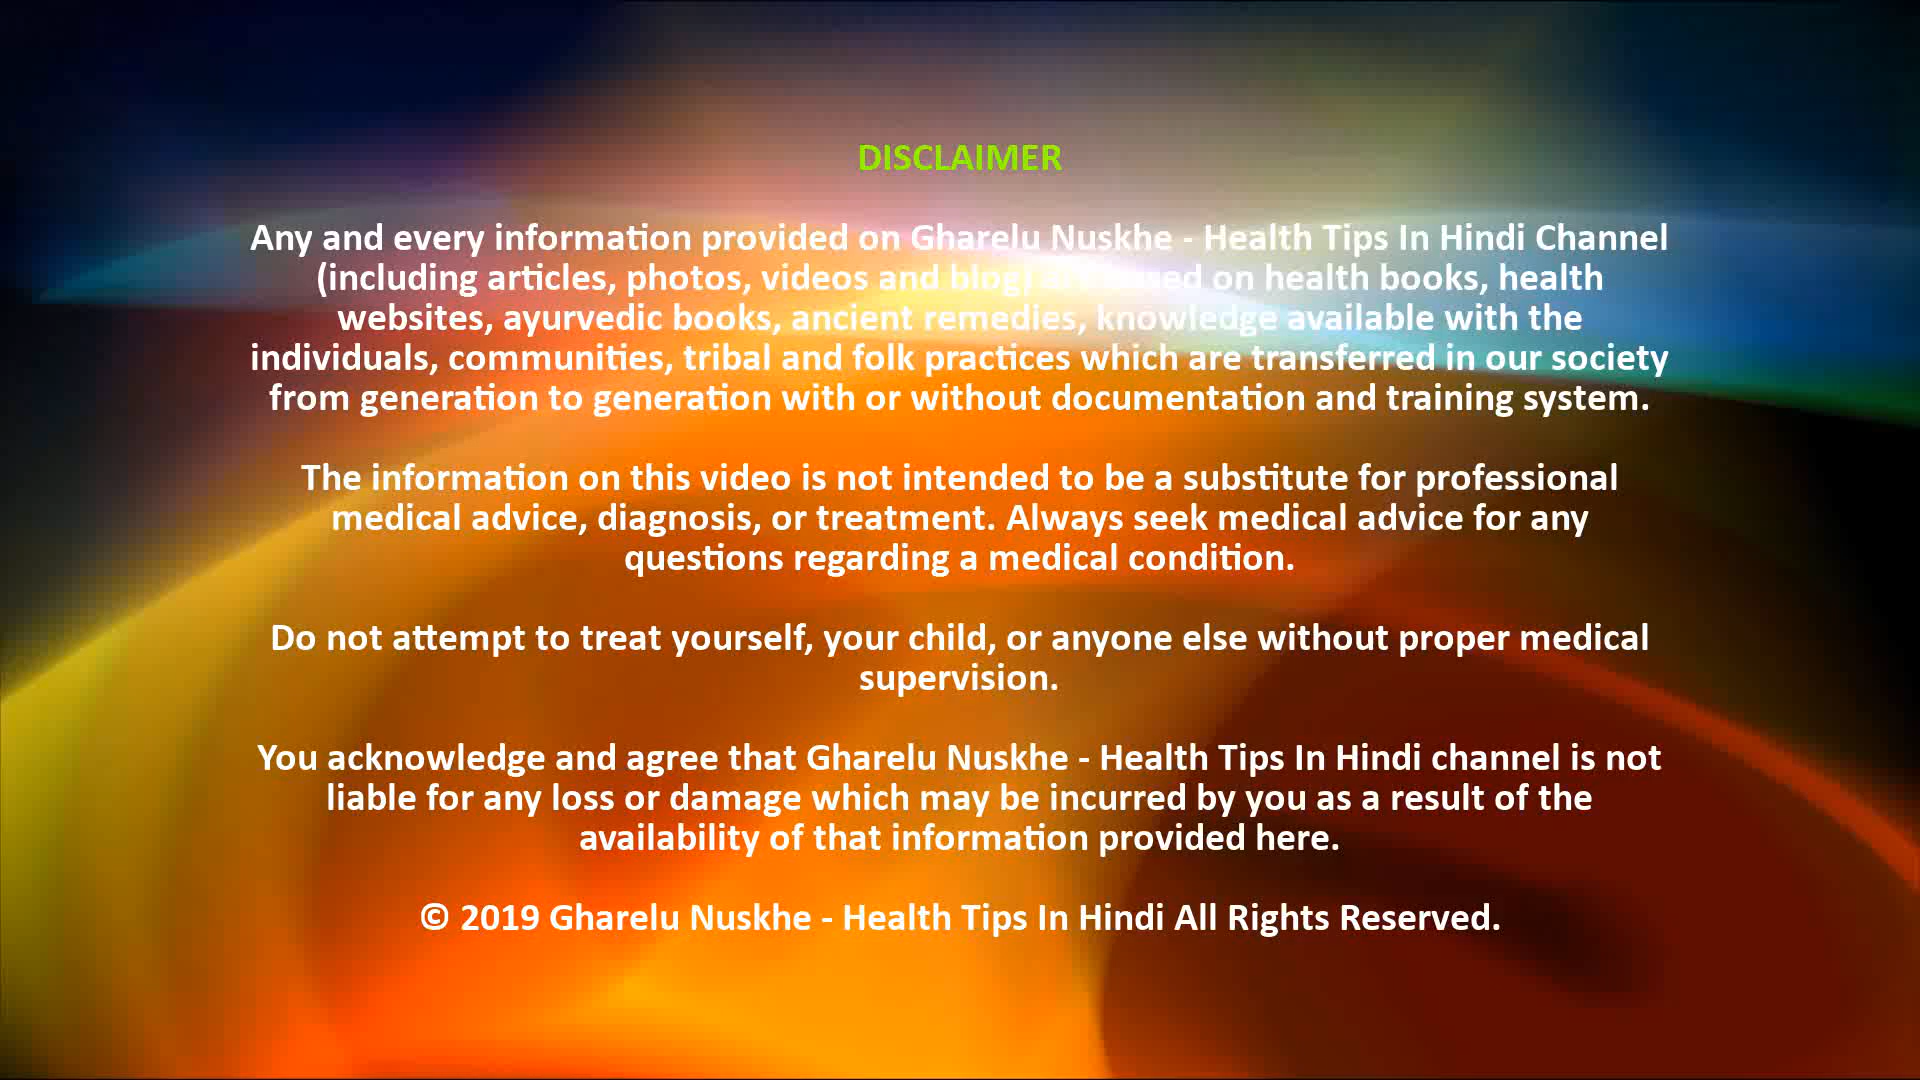 DISCLAIMER
Any and every information provided on Gharelu Nuskhe - Health Tips In Hindi Channel
(including articles, photos, videos and blog) are based on health books, health
websites, ayurvedic books, ancient remedies, knowledge available with the
individuals, communities, tribal and folk practices which are transferred in our society
from generation to generation with or without documentation and training system.
The information on this video is not intended to be a substitute for professional
medical advice, diagnosis, or treatment. Always seek medical advice for any
questions regarding a medical condition.
Do not attempt to treat yourself, your child, or anyone else without proper medical
supervision.
You acknowledge and agree that Gharelu Nuskhe - Health Tips In Hindi channel is not
liable for any loss or damage which may be incurred by you as a result of the
availability of that information provided here.
© 2019 Gharelu Nuskhe - Health Tips In Hindi All Rights Reserved.